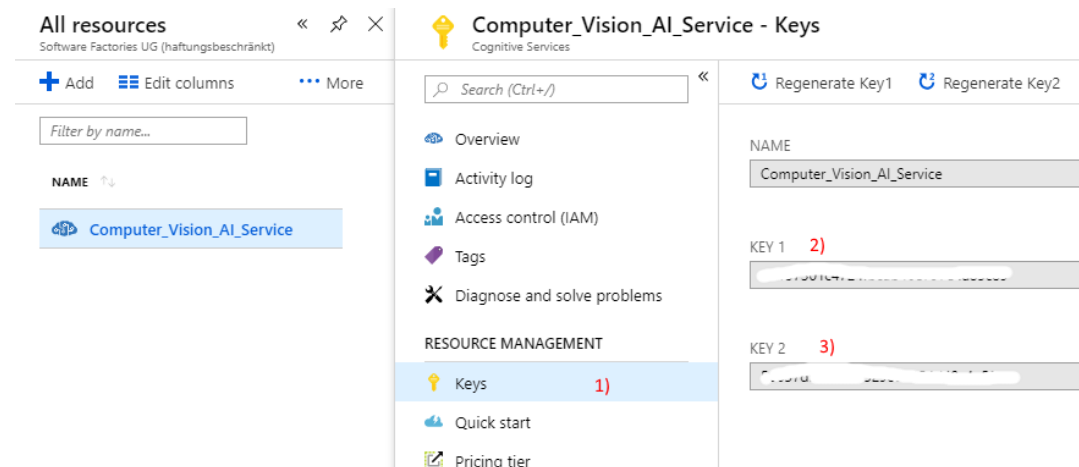 All resources
Software Factories UG (haftungsbeschränkt)
Add
Edit columns
More
Filter by name...
NAME
Computer_Vision_AI_Service
Computer_Vision_AI_Service - Keys
Cognitive Services
Search (Ctrl+/)
Overview
Activity log
Access control (IAM)
Tags
Diagnose and solve problems
RESOURCE MANAGEMENT
Keys 1)
Quick start
Pricing tier
Regenerate Key1
Regenerate Key2
NAME
Computer_Vision_AI_Service
KEY 1 2)
KEY 2 3)